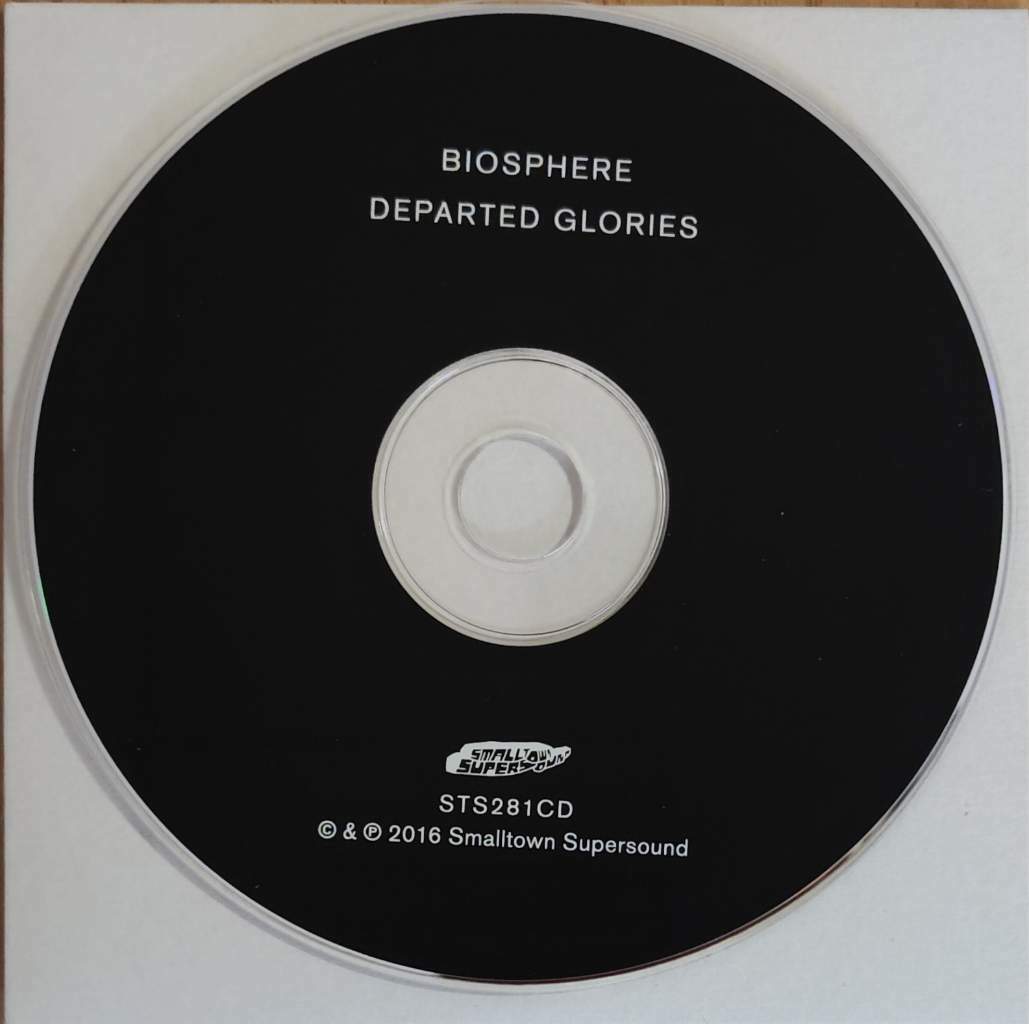 BIOSPHERE
DEPARTED GLORIES
SMALLTOWN
SUPERSOUND
STS281CD
© & ℗ 2016 Smalltown Supersound